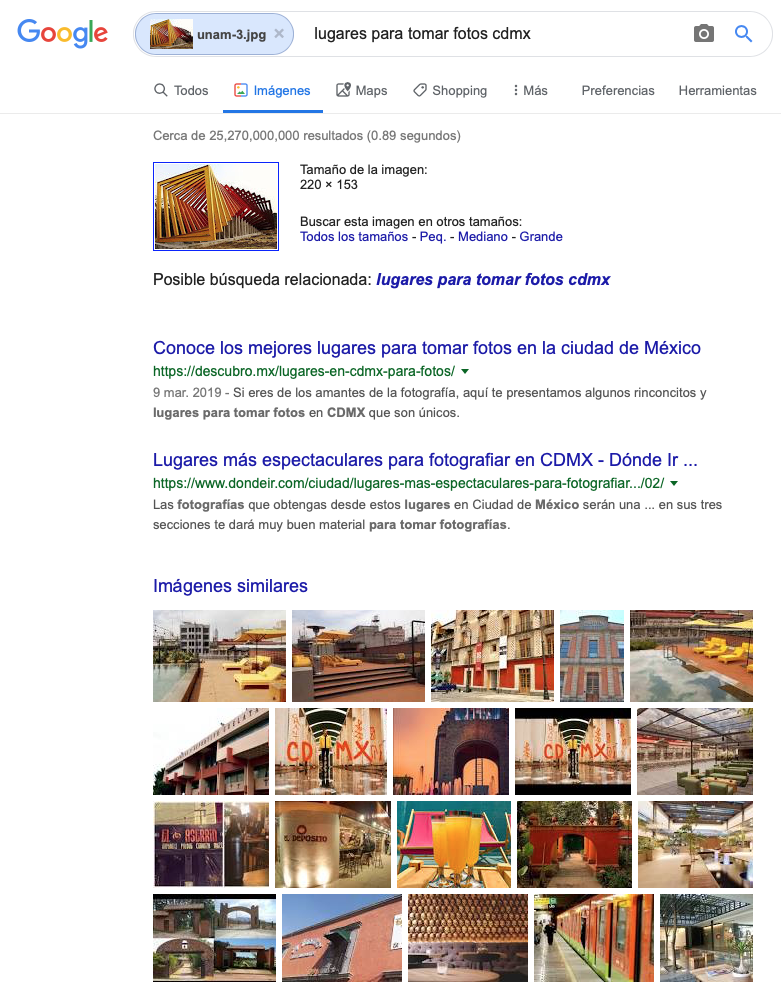 Google
unam-3.jpg ×
lugares para tomar fotos cdmx
Todos
Imágenes
Maps
Shopping
Más
Preferencias
Herramientas
Cerca de 25,270,000,000 resultados (0.89 segundos)
Tamaño de la imagen:
220 × 153
Buscar esta imagen en otros tamaños:
Todos los tamaños - Peq. - Mediano - Grande
Posible búsqueda relacionada: lugares para tomar fotos cdmx
Conoce los mejores lugares para tomar fotos en la ciudad de México
https://descubro.mx/lugares-en-cdmx-para-fotos/
9 mar. 2019 - Si eres de los amantes de la fotografía, aquí te presentamos algunos rinconcitos y
lugares para tomar fotos en CDMX que son únicos.
Lugares más espectaculares para fotografiar en CDMX - Dónde Ir ...
https://www.dondeir.com/ciudad/lugares-mas-espectaculares-para-fotografiar.../02/
Las fotografías que obtengas desde estos lugares en Ciudad de México serán una ... en sus tres
secciones te dará muy buen material para tomar fotografías.
Imágenes similares
CDMX
CDMX
EL DEPOSITO